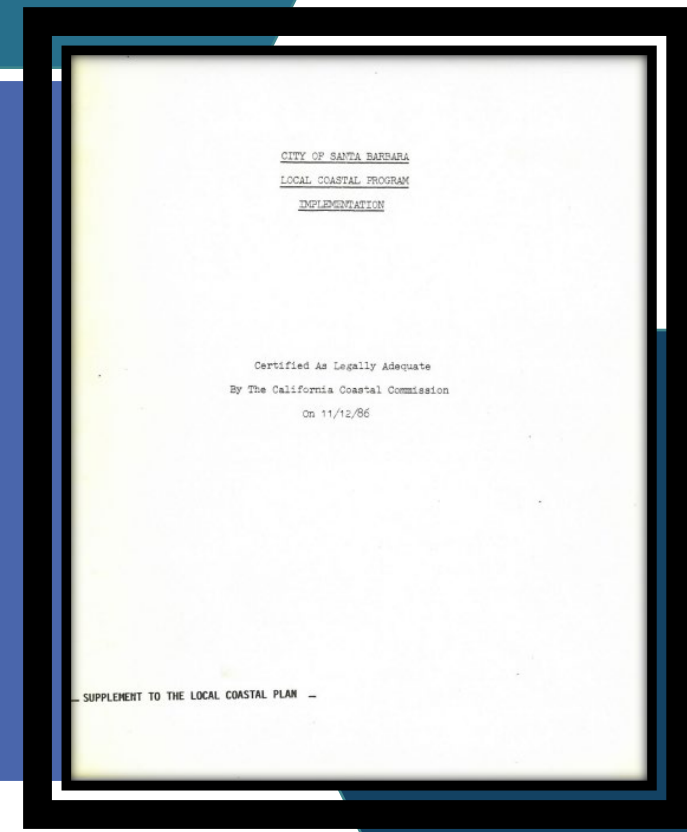 CITY OF SANTA BARBARA
LOCAL COASTAL PROGRAM
IMPLEMENTATION
Certified As Legally Adequate
By The California Coastal Commission
On 11/12/86
— SUPPLEMENT TO THE LOCAL COASTAL PLAN —